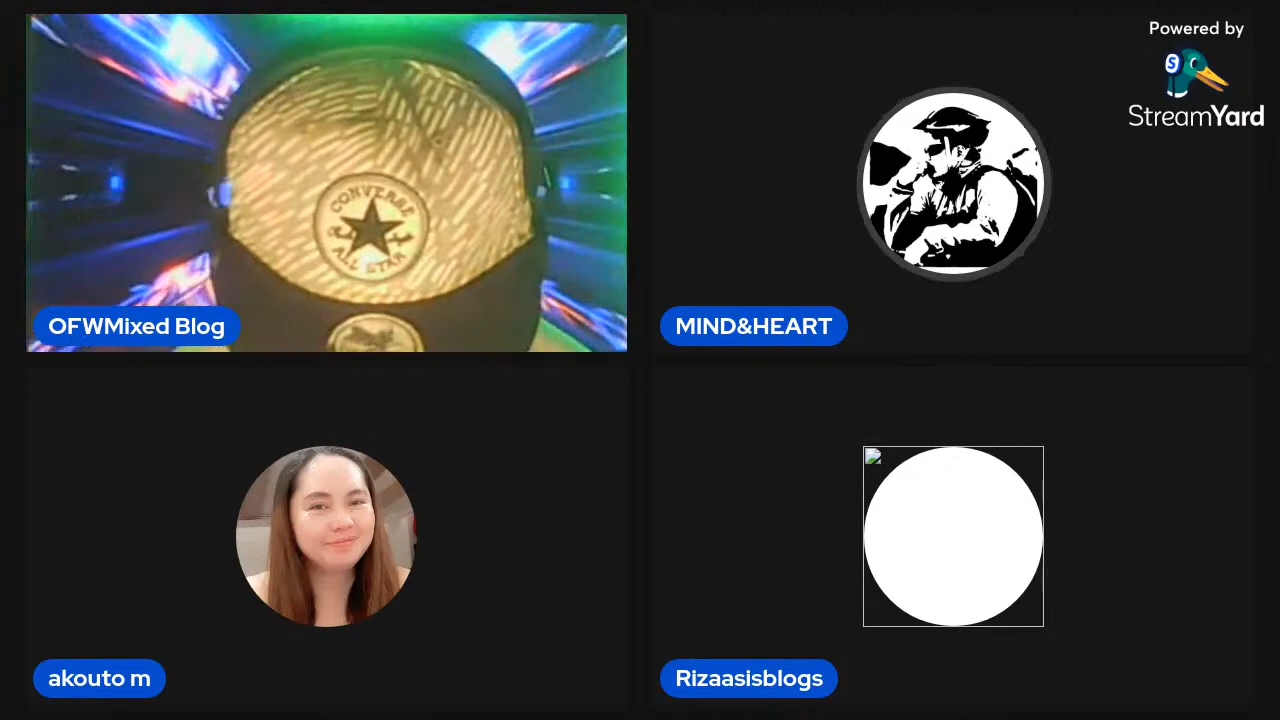 Powered by
StreamYard
S
CONVERSE
ALL STAR
OFWMixed Blog
MIND&HEART
akouto m
Rizaasisblogs